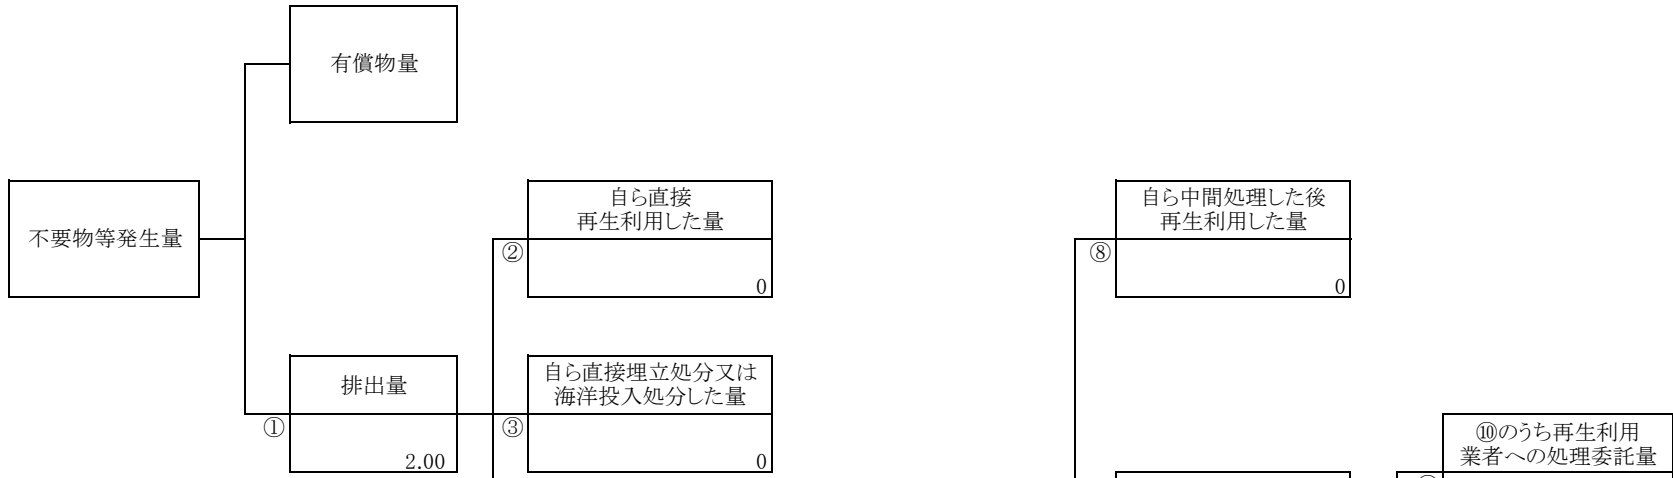 有償物量
不要物等発生量
自ら直接
再生利用した量
②
0
自ら中間処理した後
再生利用した量
⑧
0
排出量
①
2.00
自ら直接埋立処分又は
海洋投入処分した量
③
0
⑩のうち再生利用
業者への処理委託量